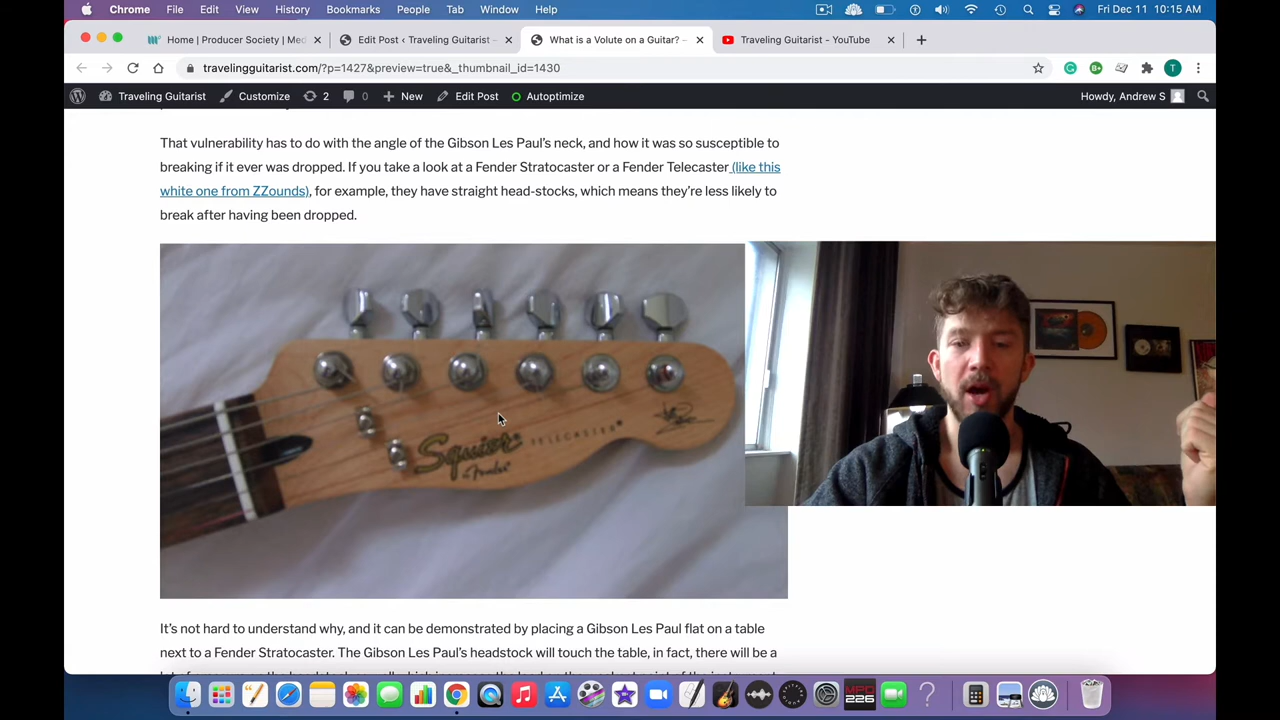 Chrome File Edit View History Bookmarks People Tab Window Help Fri Dec 11 10:15 AM
Home | Producer Society | Med Edit Post ‹ Traveling Guitarist – What is a Volute on a Guitar? – Traveling Guitarist - YouTube
travelingguitarist.com/?p=1427&preview=true&_thumbnail_id=1430
Traveling Guitarist Customize 2 0 New Edit Post Autoptimize Howdy, Andrew S
That vulnerability has to do with the angle of the Gibson Les Paul's neck, and how it was so susceptible to
breaking if it ever was dropped. If you take a look at a Fender Stratocaster or a Fender Telecaster (like this
white one from ZZounds), for example, they have straight head-stocks, which means they're less likely to
break after having been dropped.
Squier® TELECASTER®
by Fender®
It's not hard to understand why, and it can be demonstrated by placing a Gibson Les Paul flat on a table
next to a Fender Stratocaster. The Gibson Les Paul's headstock will touch the table, in fact, there will be a
MPC
226